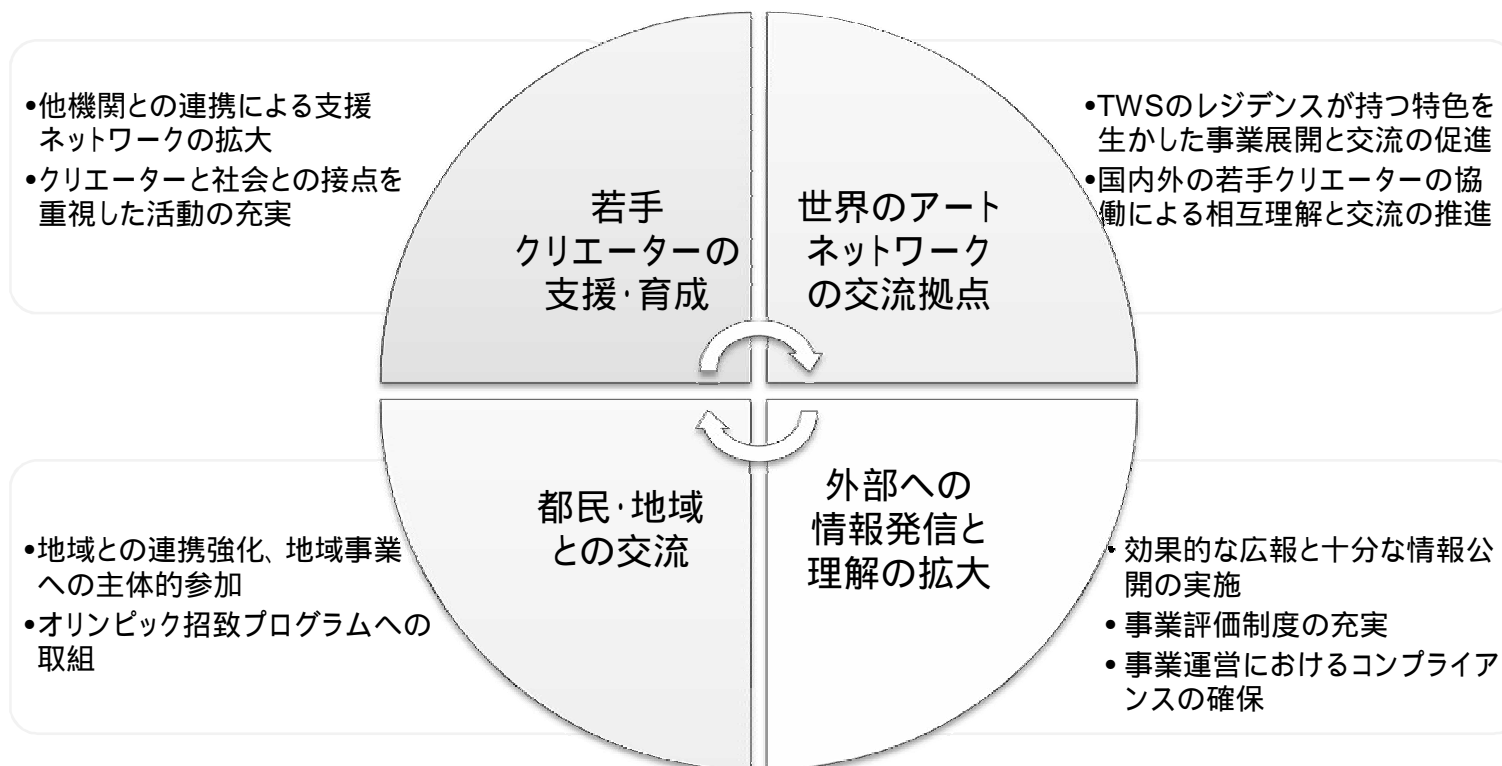 •他機関との連携による支援
ネットワークの拡大
•クリエーターと社会との接点を
重視した活動の充実
若手
クリエーターの
支援・育成
世界のアート
ネットワーク
の交流拠点
•TWSのレジデンスが持つ特色を
生かした事業展開と交流の促進
•国内外の若手クリエーターの協
働による相互理解と交流の推進
•地域との連携強化、地域事業
への主体的参加
•オリンピック招致プログラムへの
取組
都民・地域
との交流
外部への
情報発信と
理解の拡大
• 効果的な広報と十分な情報公
開の実施
• 事業評価制度の充実
• 事業運営におけるコンプライア
ンスの確保